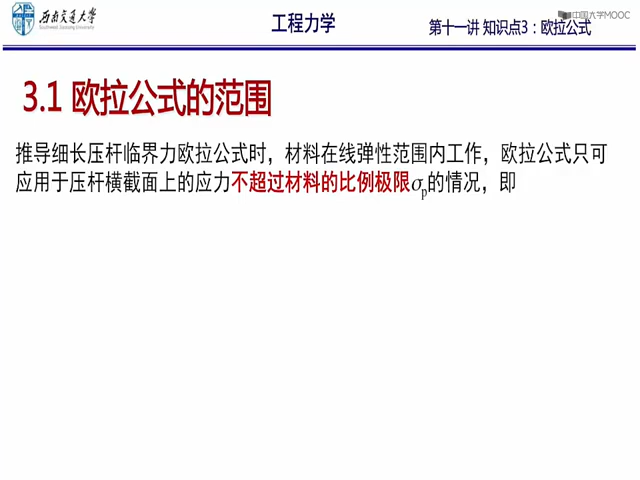 西南交通大学
Southwest Jiaotong University
工程力学
第十一讲 知识点3：欧拉公式
中国大学MOOC
3.1 欧拉公式的范围
推导细长压杆临界力欧拉公式时，材料在线弹性范围内工作，欧拉公式只可
应用于压杆横截面上的应力不超过材料的比例极限σp的情况，即